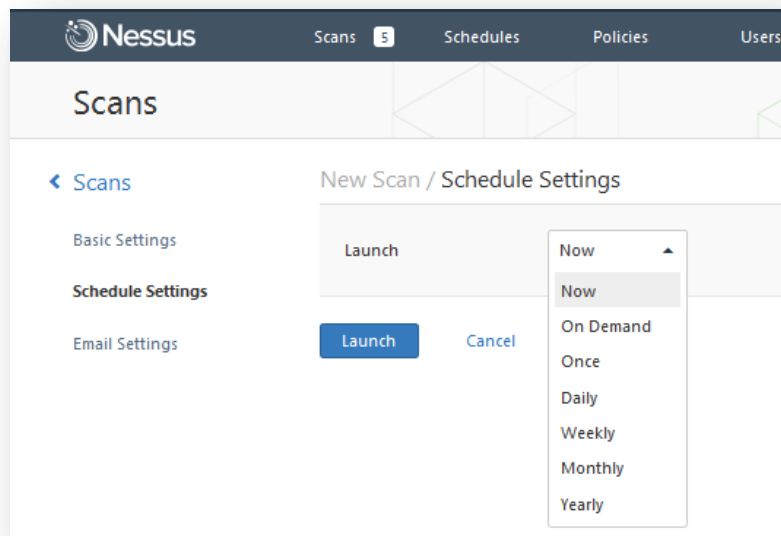 Nessus Scans 5 Schedules Policies Users
Scans
Scans
New Scan / Schedule Settings
Basic Settings
Schedule Settings
Email Settings
Launch
Now
Now
On Demand
Once
Daily
Weekly
Monthly
Yearly
Launch Cancel